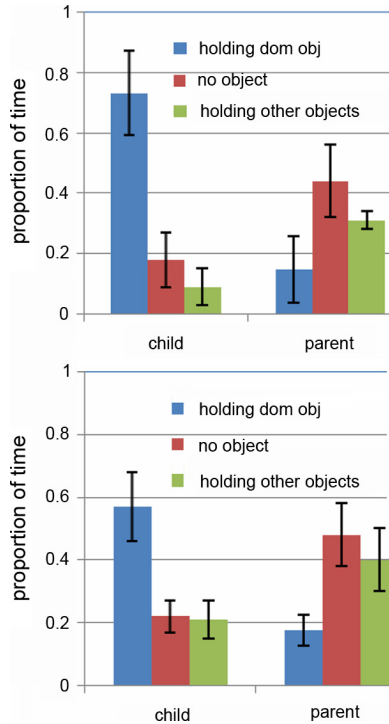 1
holding dom obj
0.8
no object
0.6
holding other objects
0.4
0.2
0
proportion of time
child parent
1
holding dom obj
0.8
no object
0.6
holding other objects
0.4
0.2
0
proportion of time
child parent